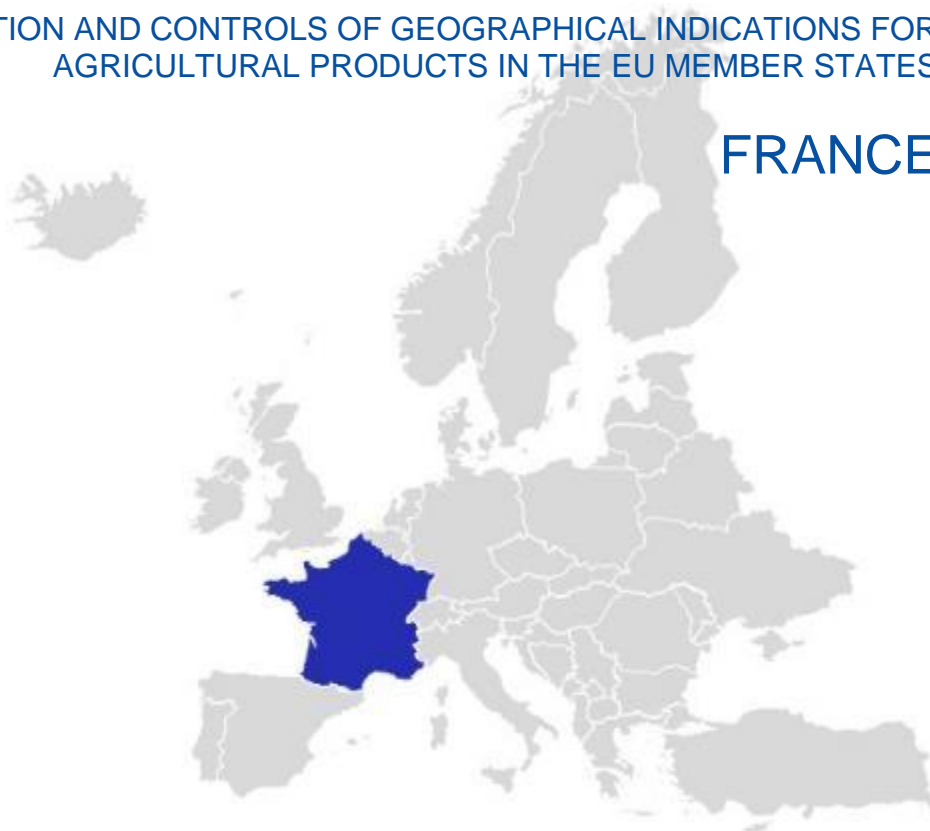 TION AND CONTROLS OF GEOGRAPHICAL INDICATIONS FOR
AGRICULTURAL PRODUCTS IN THE EU MEMBER STATES
FRANCE